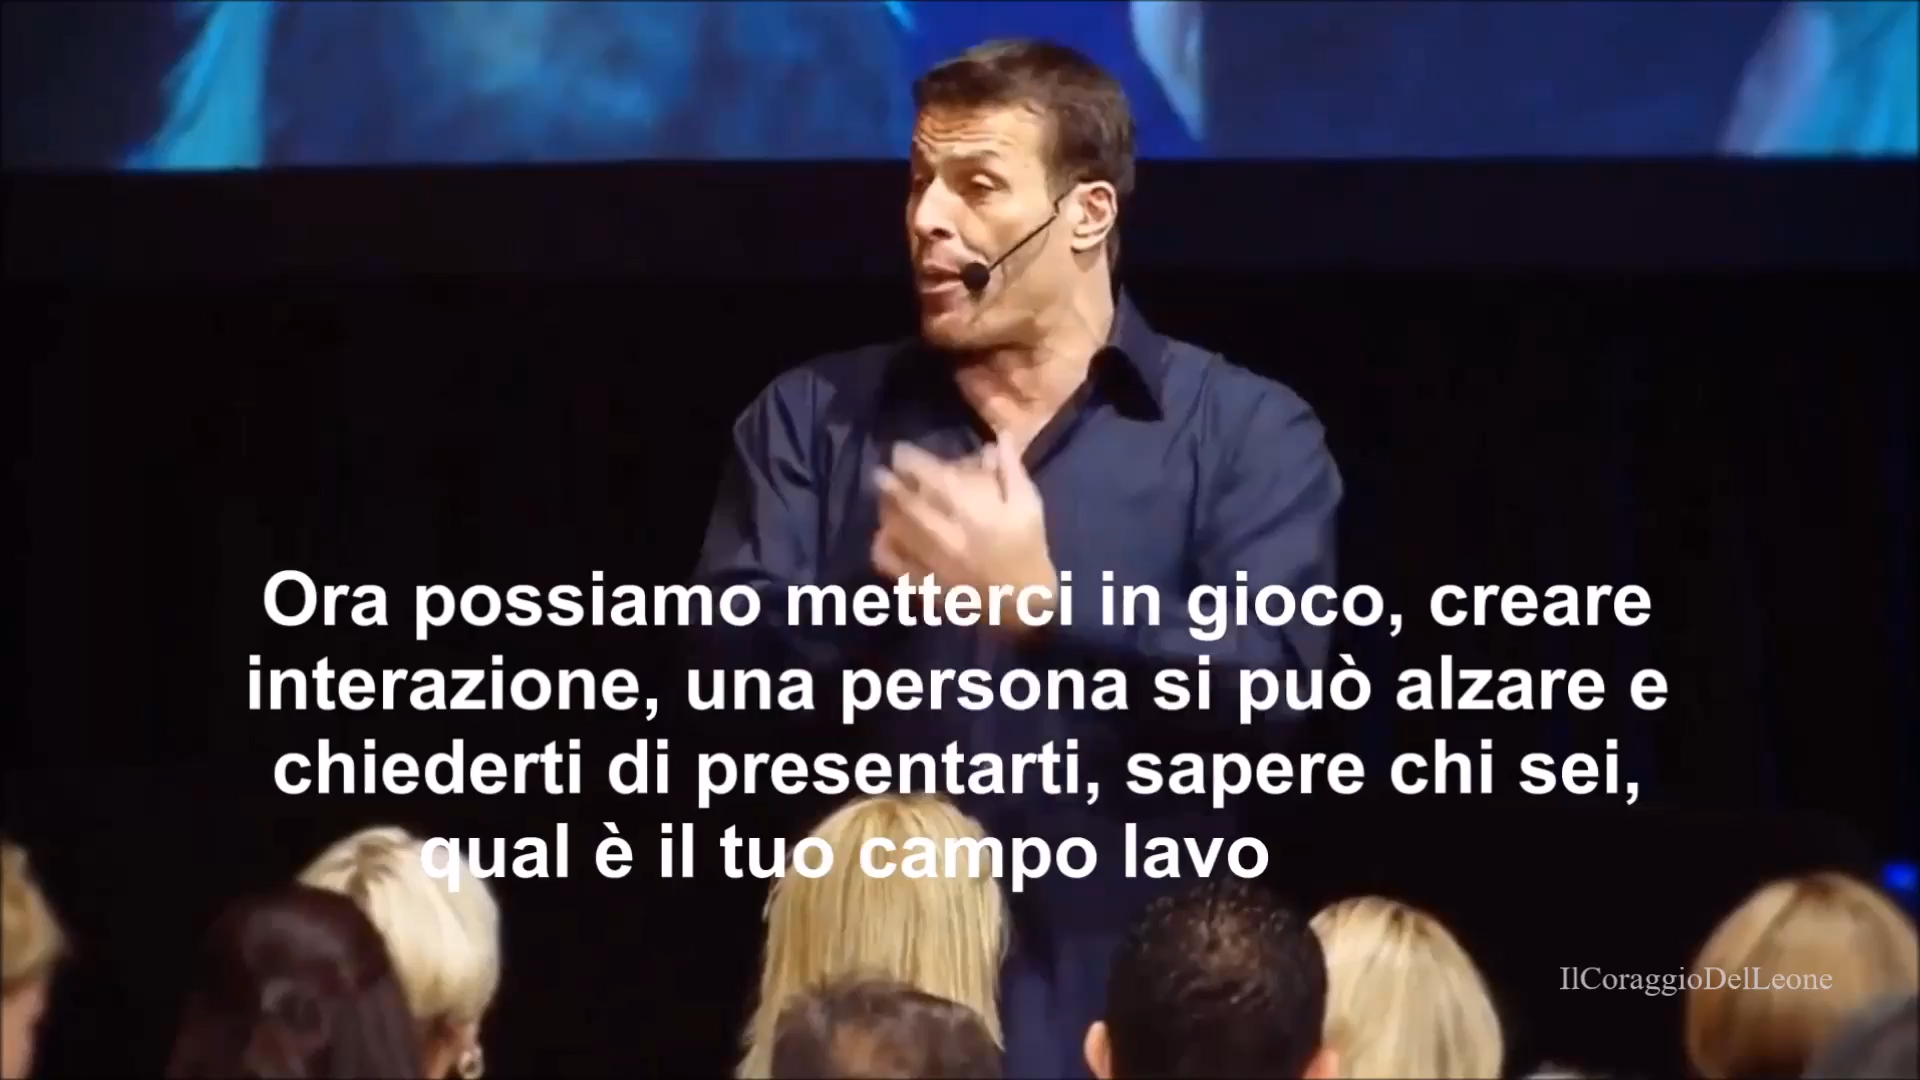 Ora possiamo metterci in gioco, creare
interazione, una persona si può alzare e
chiederti di presentarti, sapere chi sei,
qual è il tuo campo lavo
IlCoraggioDelLeone